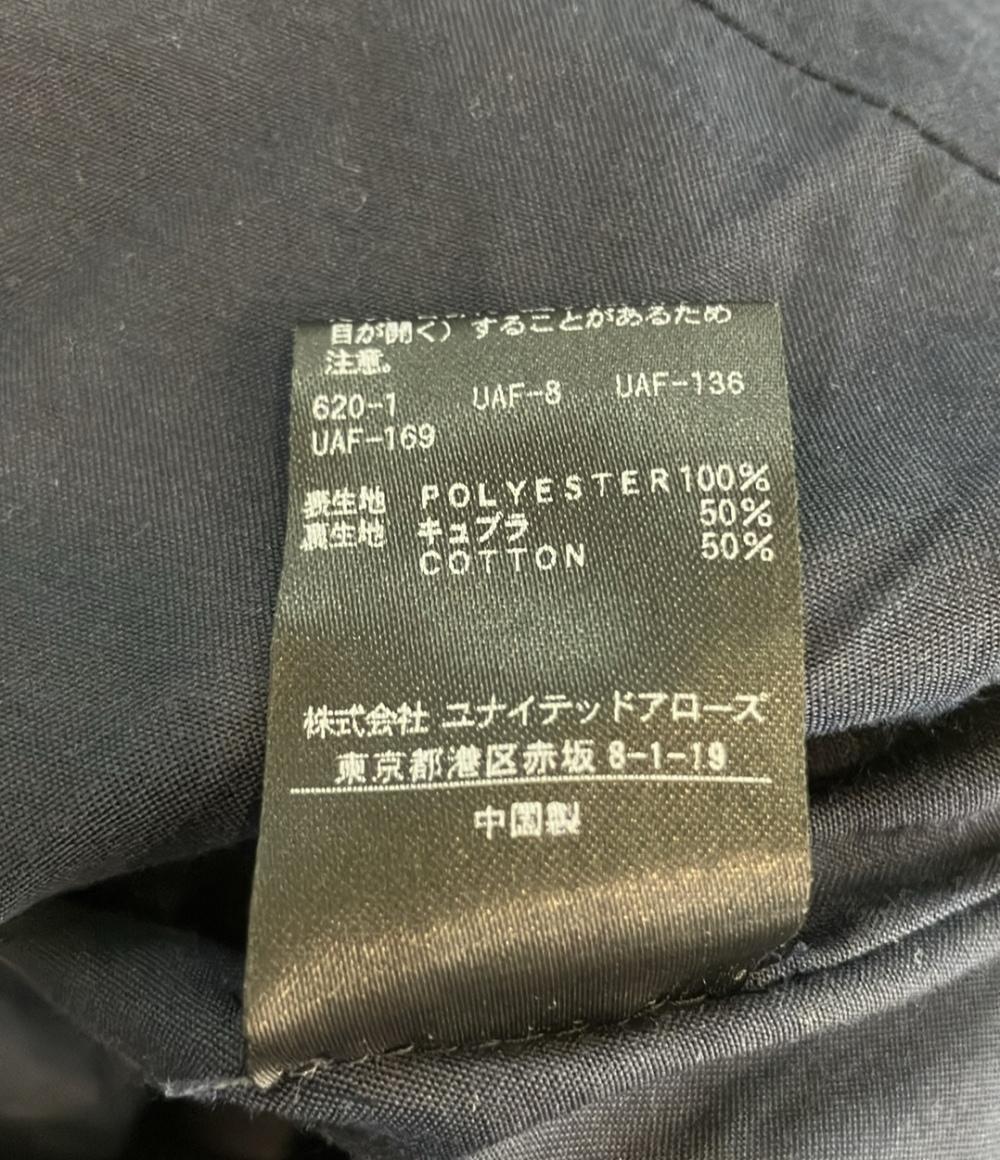 目が開く）することがあるため
注意。
620-1 UAF-8 UAF-136
UAF-169
表生地 POLYESTER100%
裏生地 キュプラ 50%
COTTON 50%
株式会社 ユナイテッドアローズ
東京都港区赤坂 8-1-19
中国製